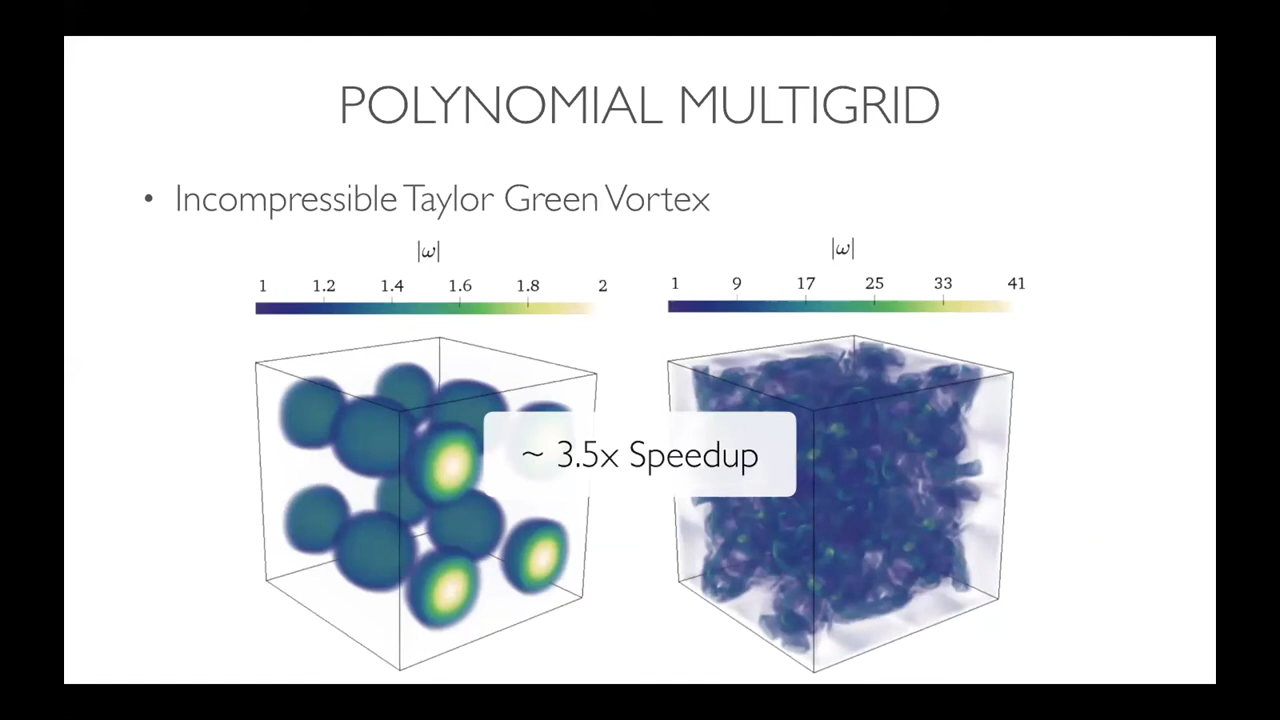 POLYNOMIAL MULTIGRID
• Incompressible Taylor Green Vortex
|ω|
1 1.2 1.4 1.6 1.8 2
|ω|
1 9 17 25 33 41
~ 3.5x Speedup